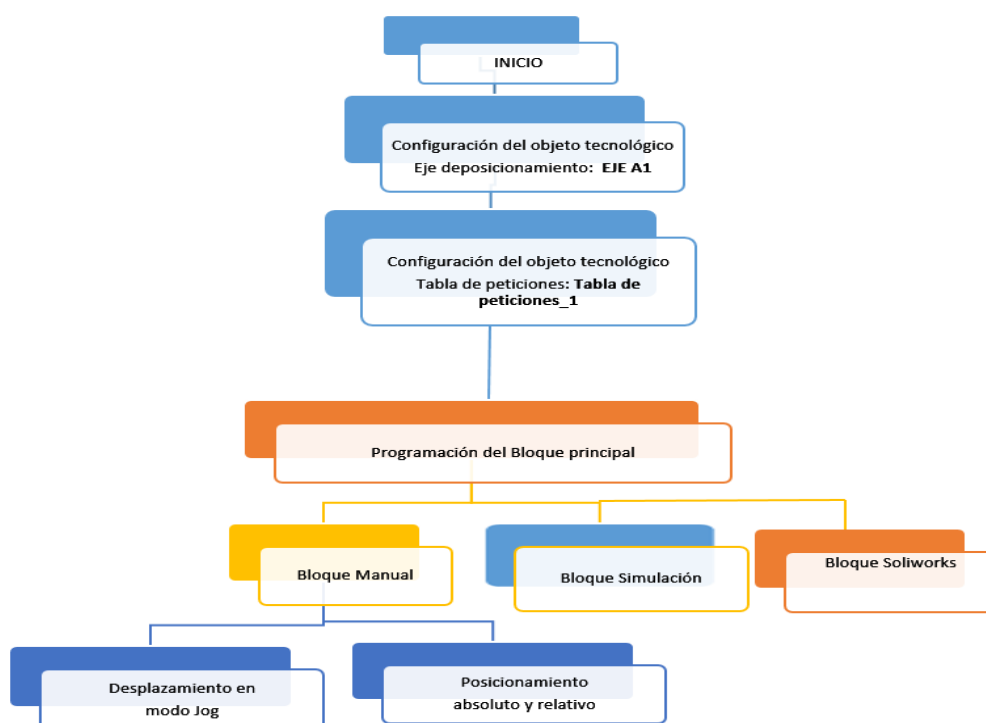 INICIO
Configuración del objeto tecnológico
Eje deposicionamiento: EJE A1
Configuración del objeto tecnológico
Tabla de peticiones: Tabla de
peticiones_1
Programación del Bloque principal
Bloque Manual
Bloque Simulación
Bloque Soliworks
Desplazamiento en
modo Jog
Posicionamiento
absoluto y relativo